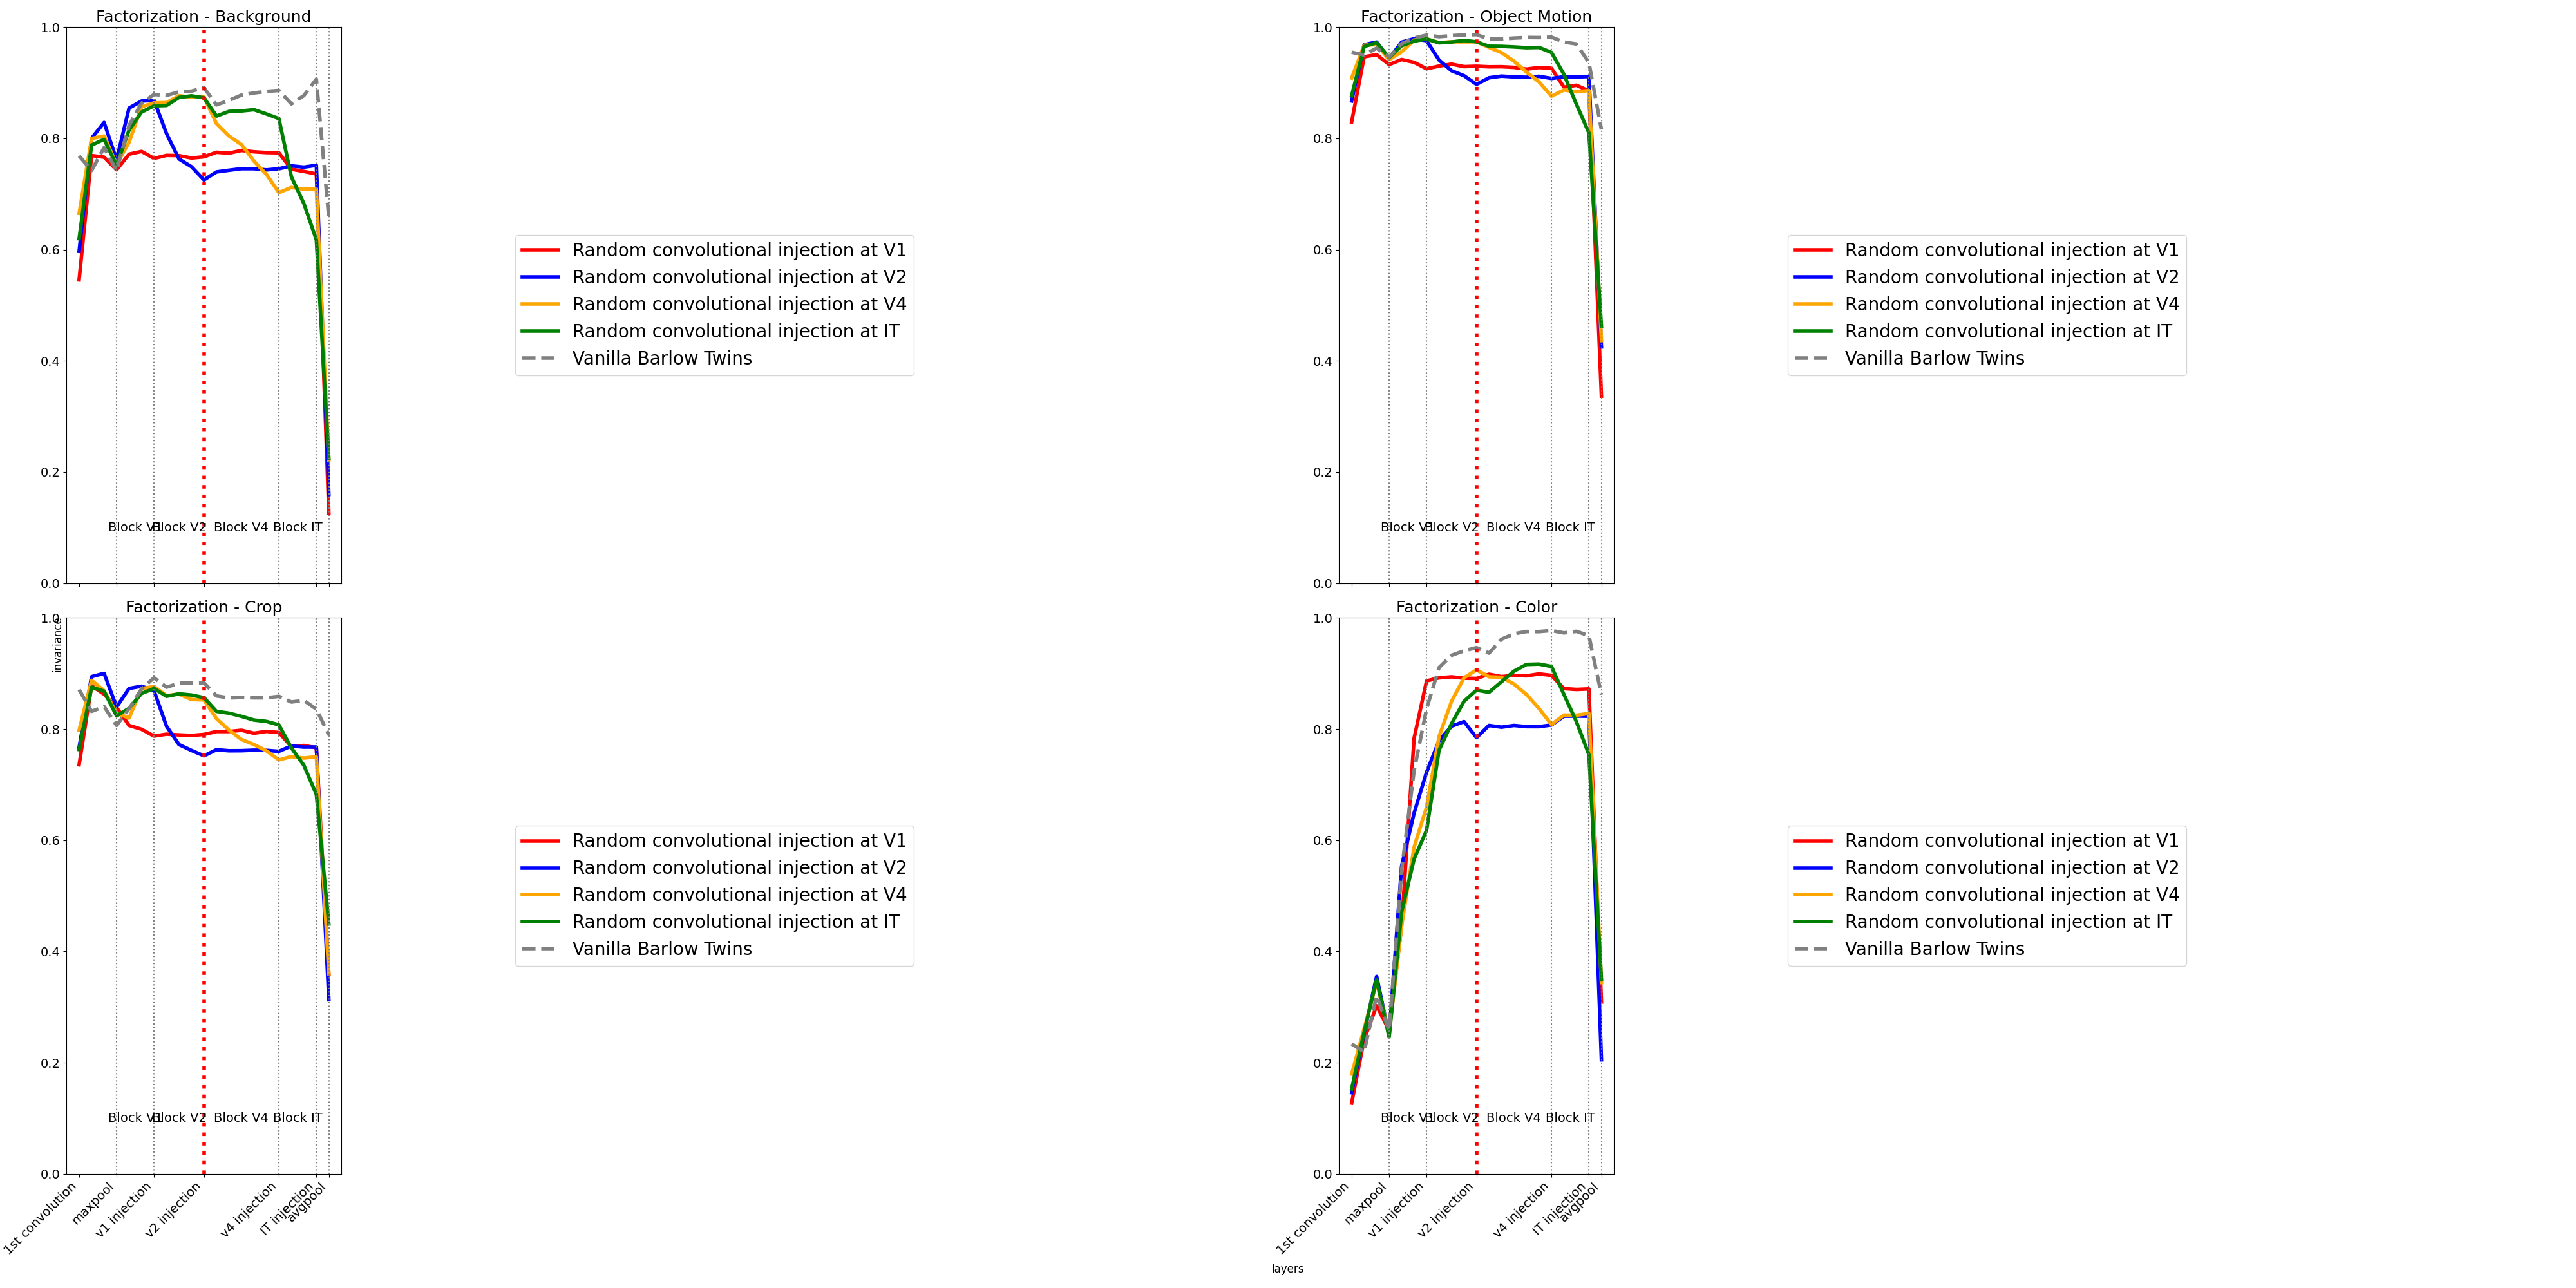 Factorization - Background
1.0
0.8
0.6
0.4
0.2
0.0
Block V1
Block V2
Block V4
Block IT
Random convolutional injection at V1
Random convolutional injection at V2
Random convolutional injection at V4
Random convolutional injection at IT
Vanilla Barlow Twins
Factorization - Object Motion
1.0
0.8
0.6
0.4
0.2
0.0
Block V1
Block V2
Block V4
Block IT
Random convolutional injection at V1
Random convolutional injection at V2
Random convolutional injection at V4
Random convolutional injection at IT
Vanilla Barlow Twins
Factorization - Crop
invariance
1.0
0.8
0.6
0.4
0.2
0.0
Block V1
Block V2
Block V4
Block IT
1st convolution
maxpool
v1 injection
v2 injection
v4 injection
IT injection
avgpool
Random convolutional injection at V1
Random convolutional injection at V2
Random convolutional injection at V4
Random convolutional injection at IT
Vanilla Barlow Twins
Factorization - Color
1.0
0.8
0.6
0.4
0.2
0.0
Block V1
Block V2
Block V4
Block IT
1st convolution
maxpool
v1 injection
v2 injection
v4 injection
IT injection
avgpool
Random convolutional injection at V1
Random convolutional injection at V2
Random convolutional injection at V4
Random convolutional injection at IT
Vanilla Barlow Twins
layers